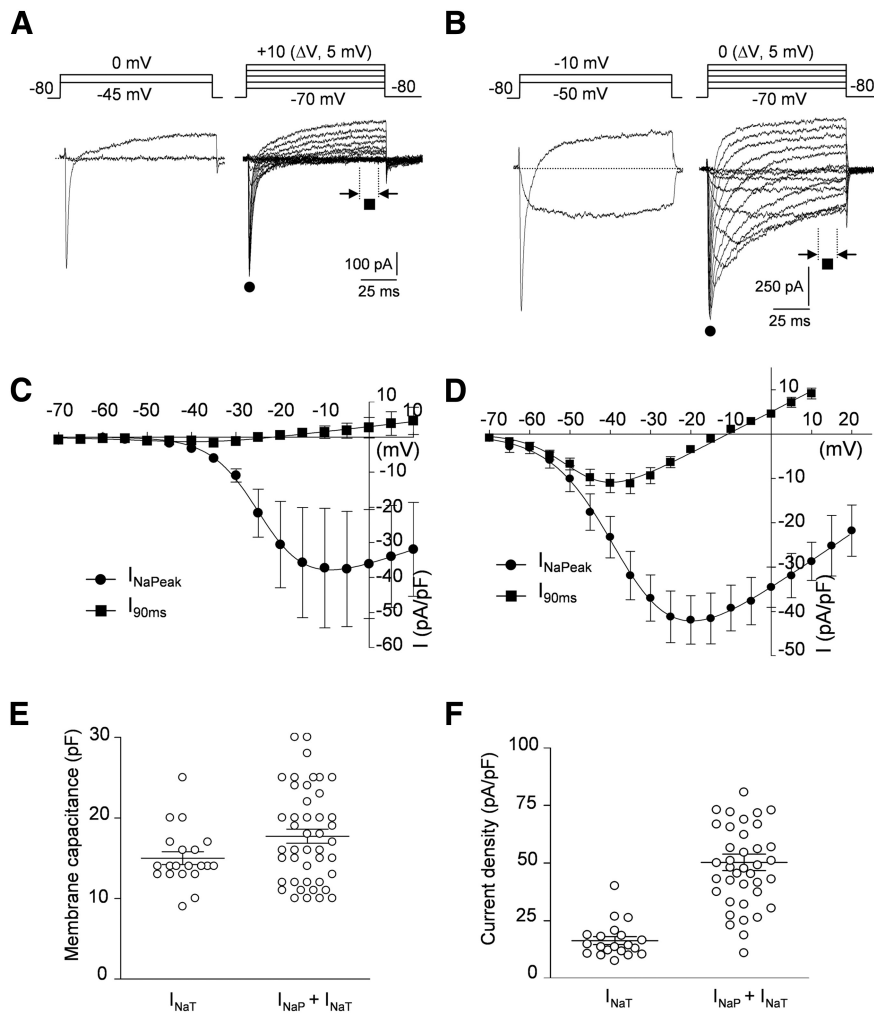 A
B
0 mV
-80
-45 mV
+10 (ΔV, 5 mV)
-80
-70 mV
-10 mV
-80
-50 mV
0 (ΔV, 5 mV)
-80
-70 mV
100 pA
25 ms
250 pA
25 ms
C
D
-70 -60 -50 -40 -30 -20 -10 10
10
(mV)
-10
-20
-30
-40
-50
-60
I (pA/pF)
INaPeak
I90ms
-70 -60 -50 -40 -30 -20 -10 10 20
10
(mV)
-10
-20
-30
-40
-50
I (pA/pF)
INaPeak
I90ms
E
F
Membrane capacitance (pF)
30
20
10
0
INaT
INaP + INaT
Current density (pA/pF)
100
75
50
25
0
INaT
INaP + INaT